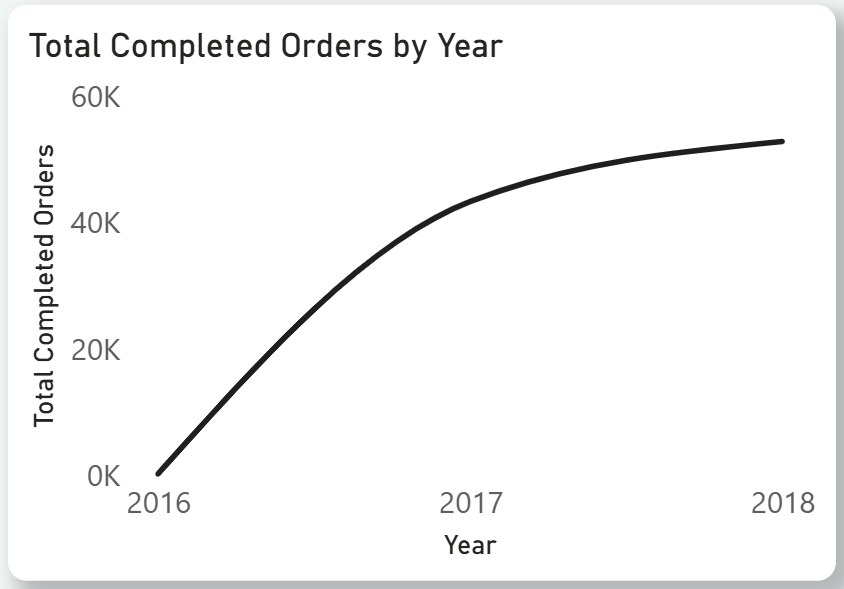 Total Completed Orders by Year
Total Completed Orders
60K
40K
20K
0K
2016
2017
2018
Year